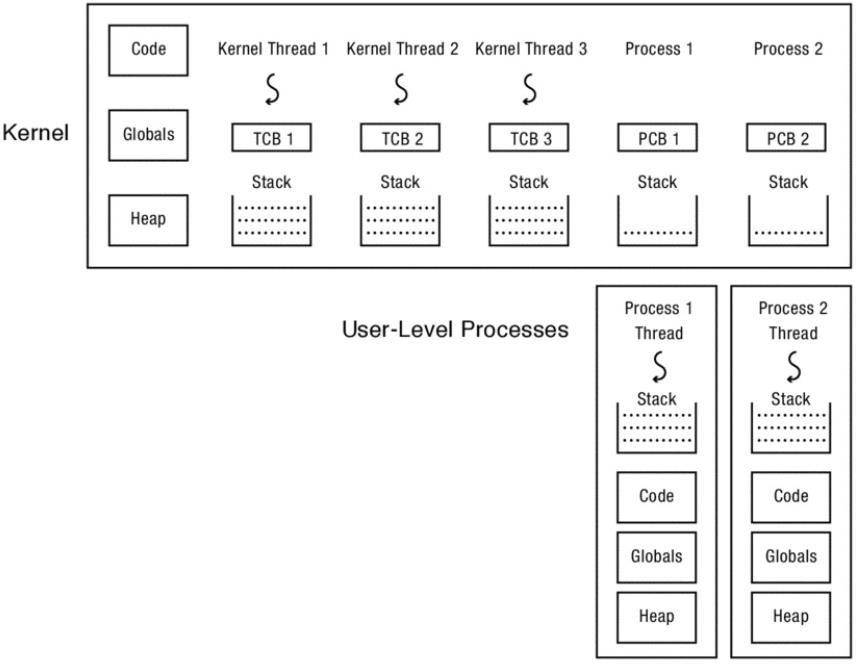 Code
Kernel Thread 1 Kernel Thread 2 Kernel Thread 3 Process 1 Process 2
Kernel
Globals
TCB 1 TCB 2 TCB 3 PCB 1 PCB 2
Stack Stack Stack Stack Stack
Heap
User-Level Processes
Process 1
Thread
Stack
Code
Globals
Heap
Process 2
Thread
Stack
Code
Globals
Heap